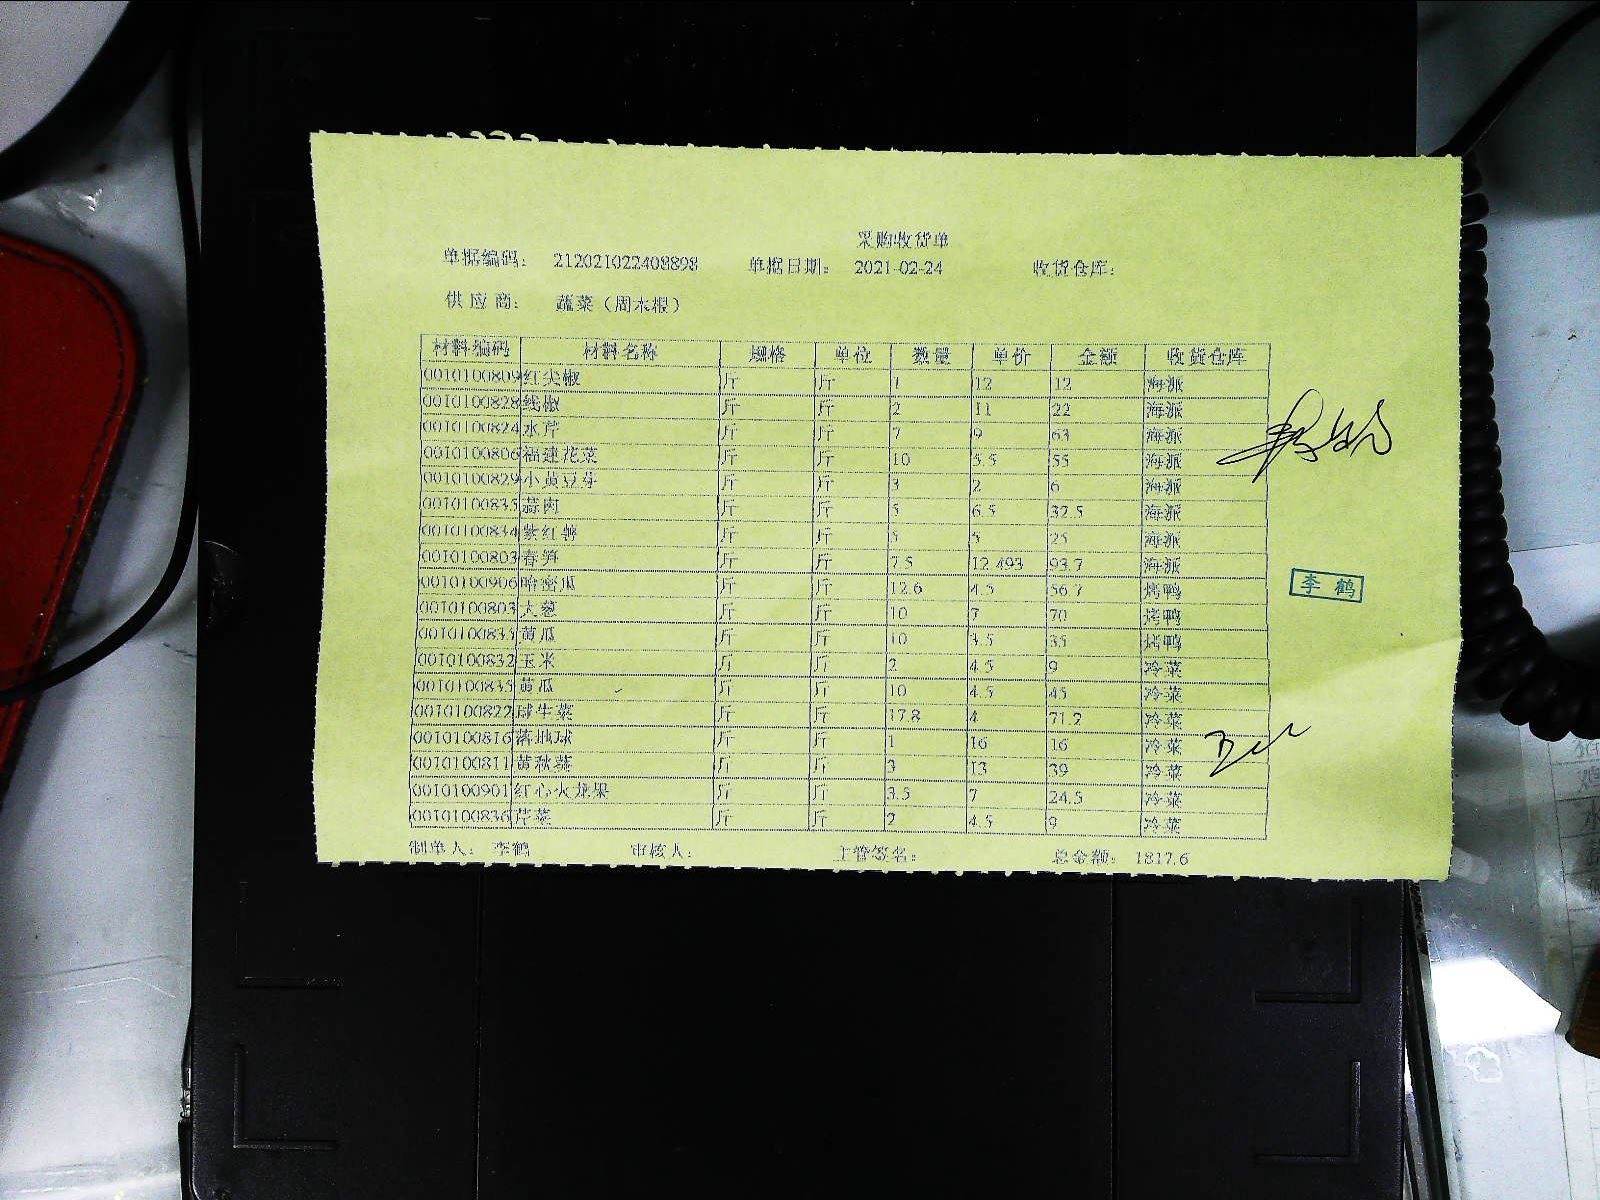 采购收货单
单据编码： 212021022408898 单据日期： 2021-02-24 收货仓库：
供应商： 蔬菜（周木根）
材料编码 材料名称 规格 单位 数量 单价 金额 收货仓库
0010100809 红尖椒 斤 斤 1 12 12 海派
0010100828 线椒 斤 斤 2 11 22 海派
0010100824 水芹 斤 斤 7 9 63 海派
0010100806 福建花菜 斤 斤 10 5.5 55 海派
0010100829 小黄豆芽 斤 斤 3 2 6 海派
0010100835 蒜肉 斤 斤 5 6.5 32.5 海派
0010100834 紫红薯 斤 斤 5 5 25 海派
0010100803 春笋 斤 斤 7.5 12.493 93.7 海派
0010100906 哈密瓜 斤 斤 12.6 4.5 56.7 烤鸭
0010100803 大葱 斤 斤 10 7 70 烤鸭
0010100835 黄瓜 斤 斤 10 3.5 35 烤鸭
0010100832 玉米 斤 斤 2 4.5 9 冷菜
0010100835 黄瓜 斤 斤 10 4.5 45 冷菜
0010100822 球生菜 斤 斤 17.8 4 71.2 冷菜
0010100816 落地球 斤 斤 1 16 16 冷菜
0010100811 黄秋葵 斤 斤 3 13 39 冷菜
0010100901 红心火龙果 斤 斤 3.5 7 24.5 冷菜
0010100836 芹菜 斤 斤 2 4.5 9 冷菜
制单人： 李鹤 审核人： 主管签名： 总金额： 1817.6
李鹤